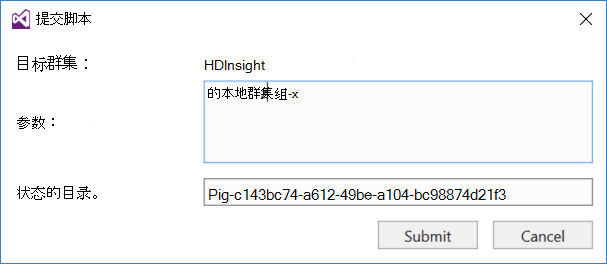 提交脚本
目标群集：
HDInsight
的本地群集组-x
参数：
状态的目录。
Pig-c143bc74-a612-49be-a104-bc98874d21f3
Submit
Cancel